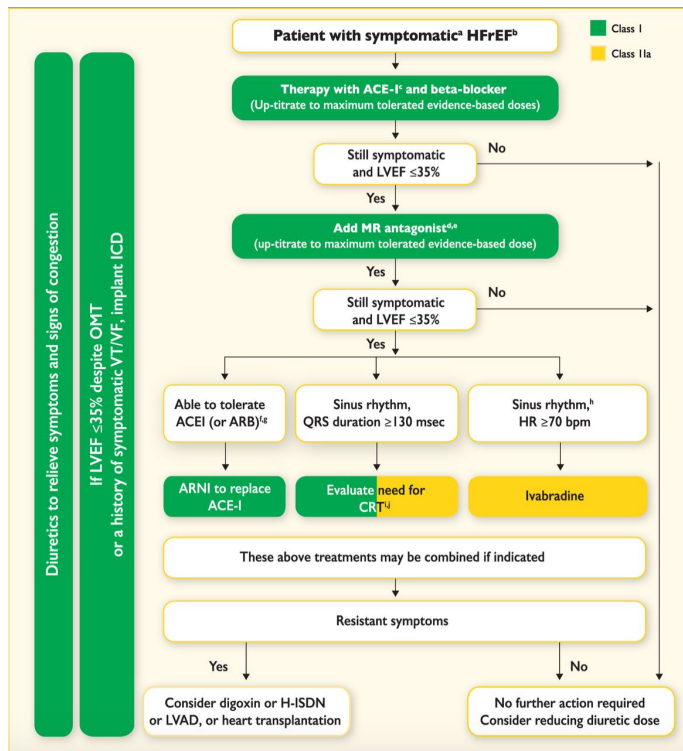 Patient with symptomaticᵃ HFrEFᵇ
Class I
Class IIa
Therapy with ACE-Iᶜ and beta-blocker
(Up-titrate to maximum tolerated evidence-based doses)
Still symptomatic
and LVEF ≤35%
No
Yes
Add MR antagonistᵈ,ᵉ
(up-titrate to maximum tolerated evidence-based dose)
Yes
Still symptomatic
and LVEF ≤35%
No
Yes
Able to tolerate
ACEI (or ARB)ᶠ,ᵍ
Sinus rhythm,
QRS duration ≥130 msec
Sinus rhythm,ʰ
HR ≥70 bpm
ARNI to replace
ACE-I
Evaluate need for
CRTⁱ,ʲ
Ivabradine
These above treatments may be combined if indicated
Resistant symptoms
Yes
No
Consider digoxin or H-ISDN
or LVAD, or heart transplantation
No further action required
Consider reducing diuretic dose
Diuretics to relieve symptoms and signs of congestion
If LVEF ≤35% despite OMT
or a history of symptomatic VT/VF, implant ICD